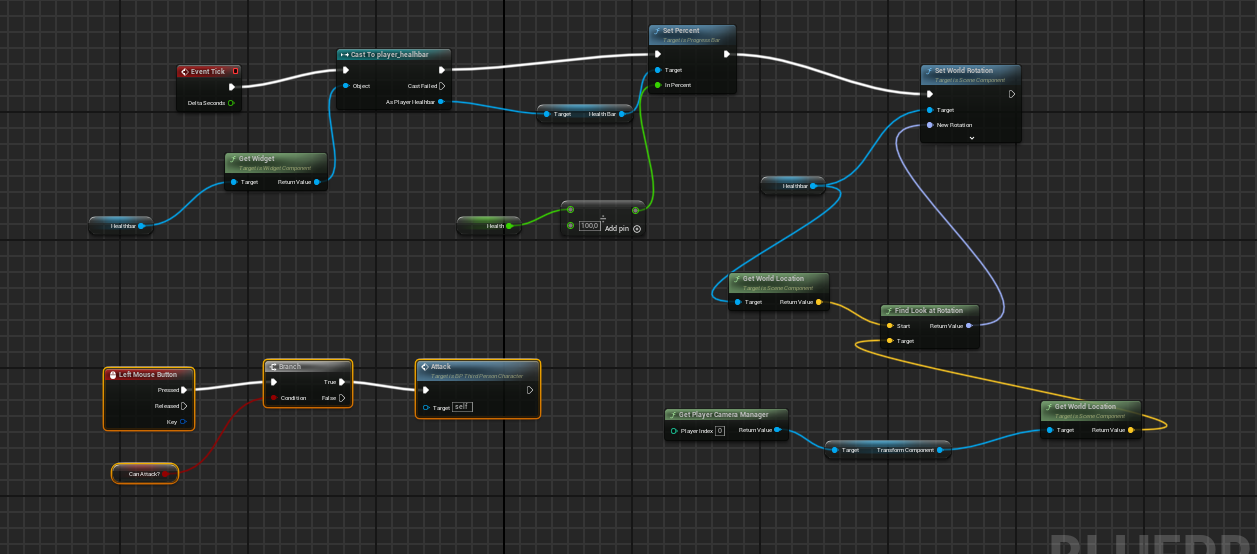 Event Tick
Delta Seconds
Cast To player_healhbar
Object
Cast Failed
As Player Healhbar
Set Percent
Target is Progress Bar
Target
In Percent
Set World Rotation
Target is Scene Component
Target
New Rotation
Get Widget
Target is Widget Component
Target
Return Value
Healthbar
Target
Health Bar
Health
100,0
÷
Add pin
Healthbar
Get World Location
Target is Scene Component
Target
Return Value
Find Look at Rotation
Start
Return Value
Target
Left Mouse Button
Pressed
Released
Key
Branch
True
Condition
False
Attack
Target is BP Third Person Character
Target
self
Can Attack?
Get Player Camera Manager
Player Index
0
Return Value
Target
Transform Component
Get World Location
Target is Scene Component
Target
Return Value